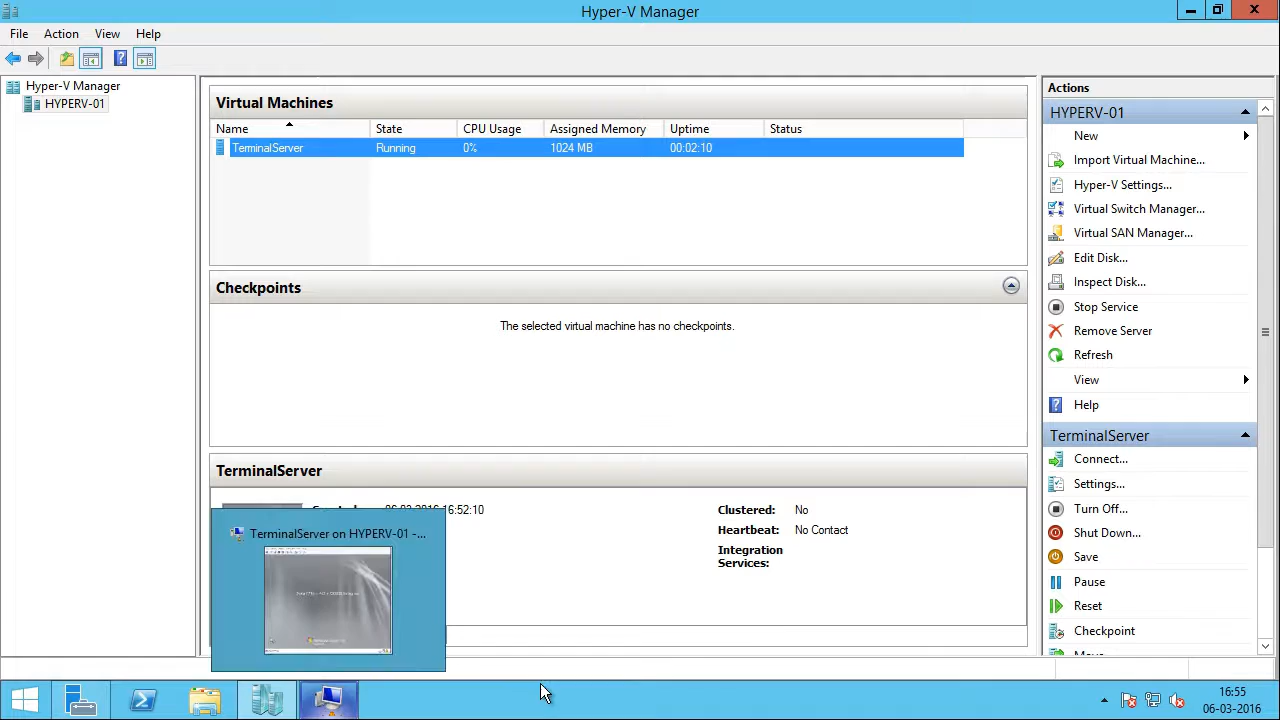 Hyper-V Manager
File Action View Help
Hyper-V Manager
HYPERV-01
Virtual Machines
Name State CPU Usage Assigned Memory Uptime Status
TerminalServer Running 0% 1024 MB 00:02:10
Checkpoints
The selected virtual machine has no checkpoints.
TerminalServer
16:52:10
Clustered: No
Heartbeat: No Contact
Integration
Services:
TerminalServer on HYPERV-01 -...
Actions
HYPERV-01
New
Import Virtual Machine...
Hyper-V Settings...
Virtual Switch Manager...
Virtual SAN Manager...
Edit Disk...
Inspect Disk...
Stop Service
Remove Server
Refresh
View
Help
TerminalServer
Connect...
Settings...
Turn Off...
Shut Down...
Save
Pause
Reset
Checkpoint
16:55
06-03-2016